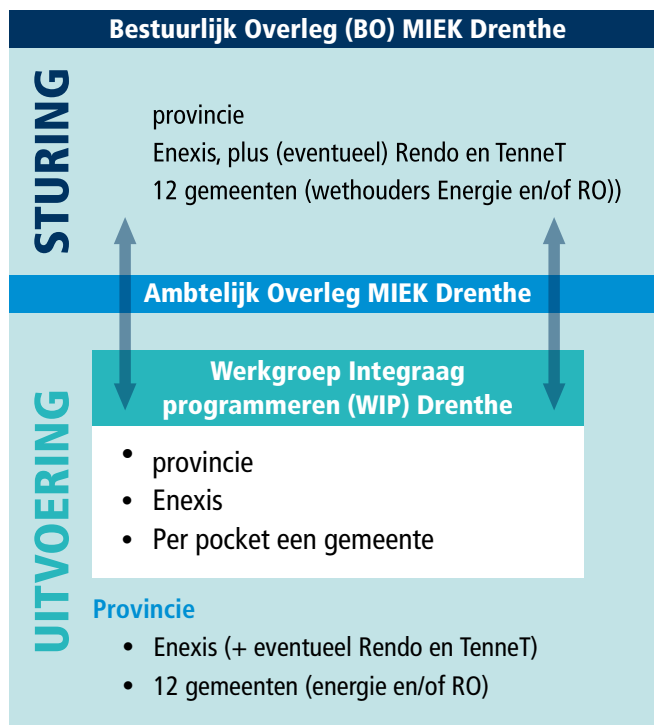 Bestuurlijk Overleg (BO) MIEK Drenthe
STURING
provincie
Enexis, plus (eventueel) Rendo en TenneT
12 gemeenten (wethouders Energie en/of RO))
Ambtelijk Overleg MIEK Drenthe
UITVOERING
Werkgroep Integraag
programmeren (WIP) Drenthe
• provincie
• Enexis
• Per pocket een gemeente
Provincie
• Enexis (+ eventueel Rendo en TenneT)
• 12 gemeenten (energie en/of RO)